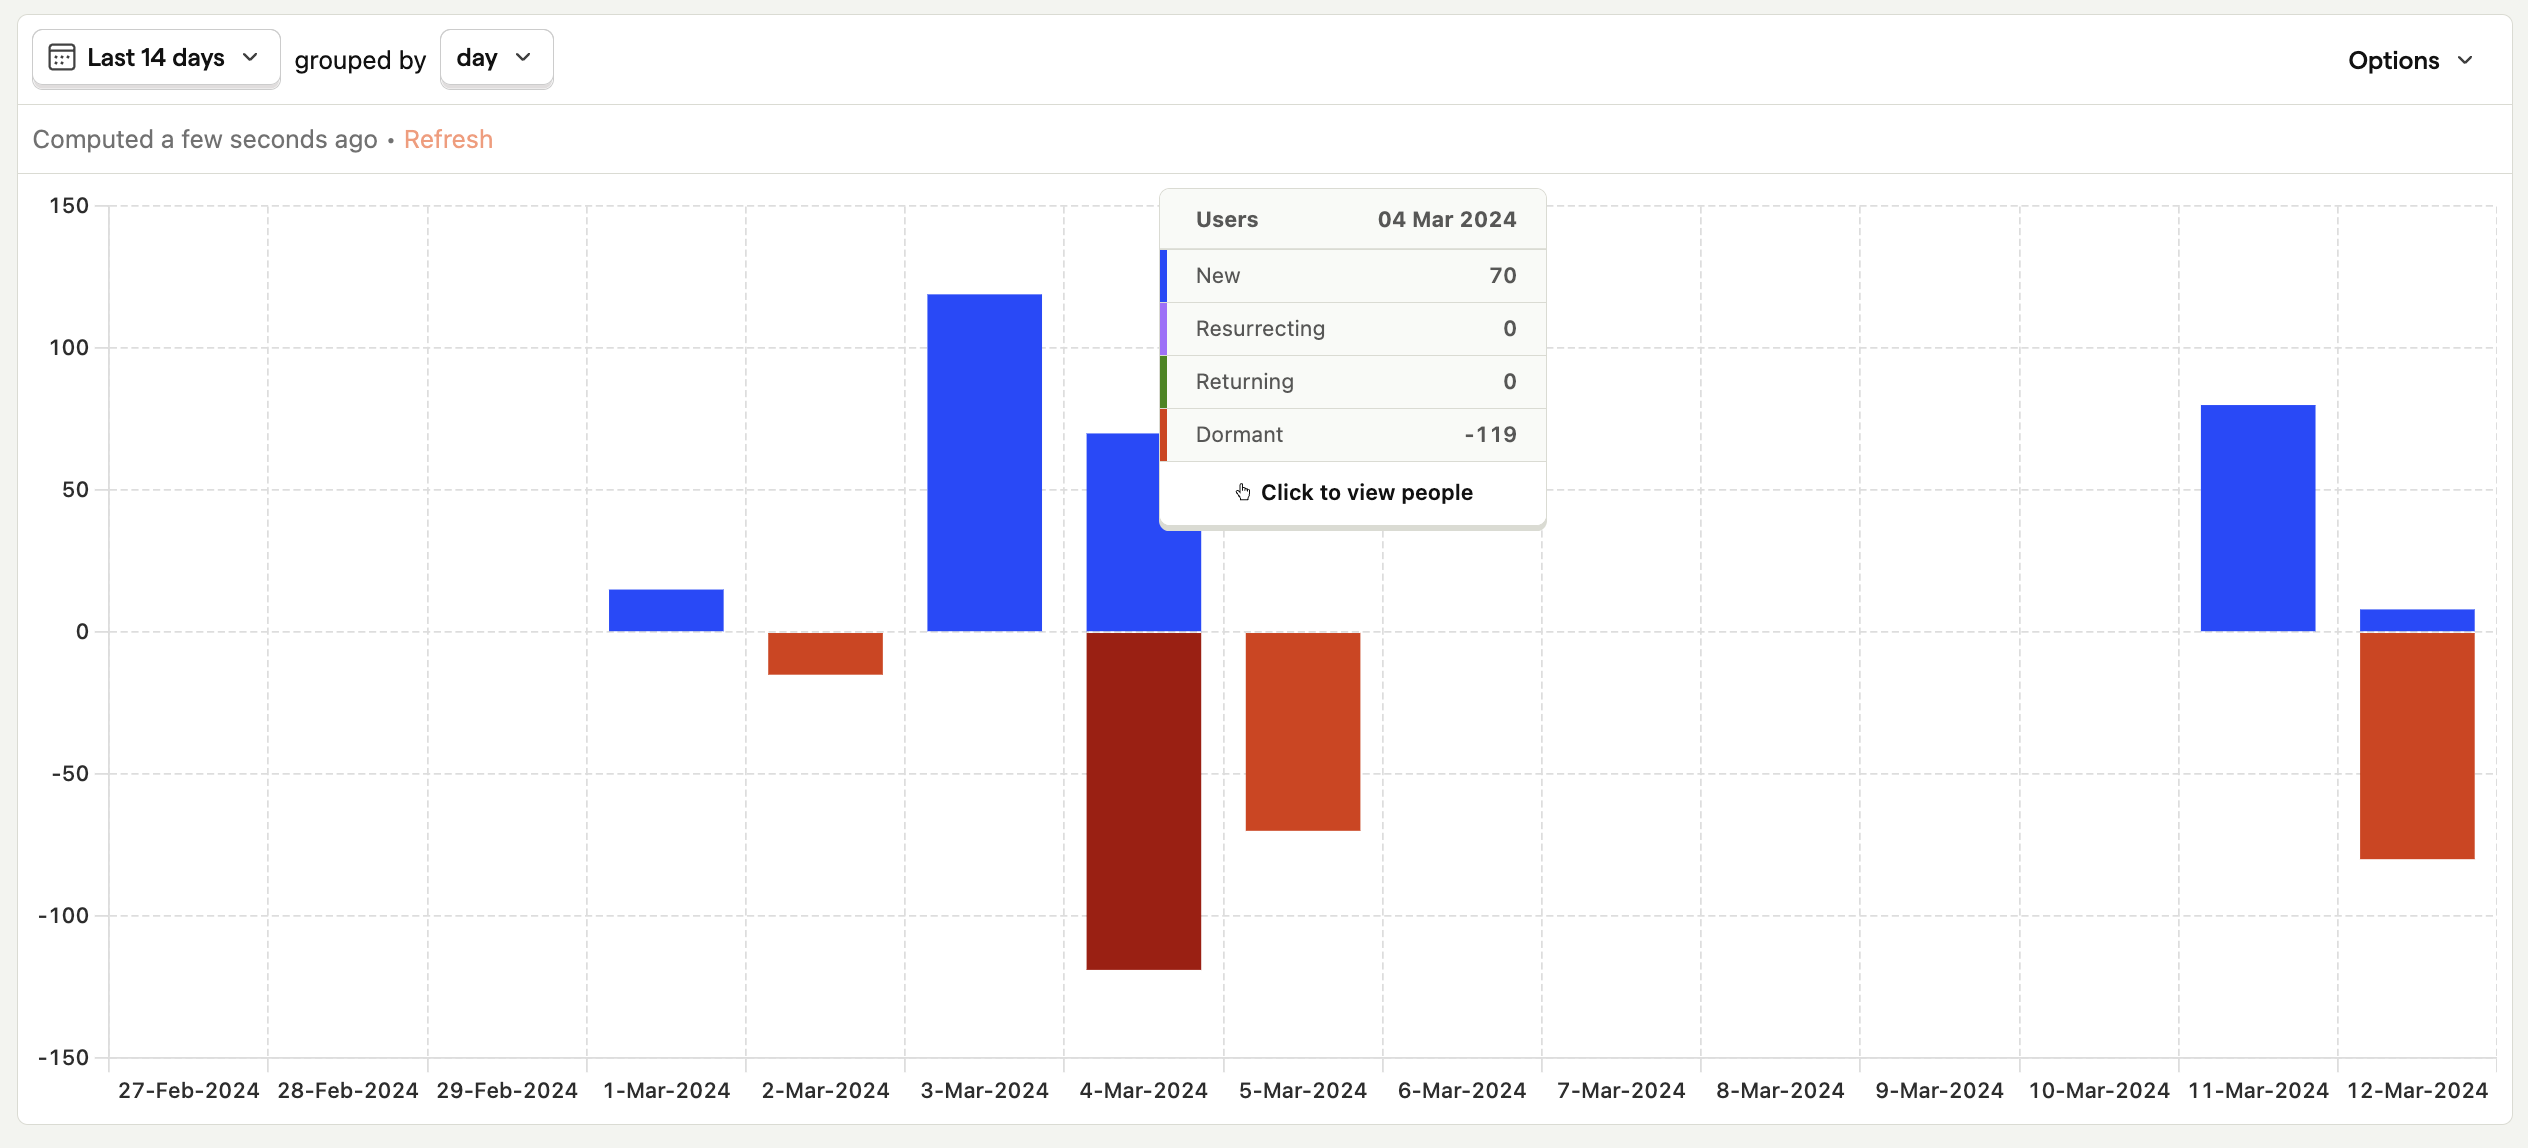 Last 14 days grouped by day Options
Computed a few seconds ago • Refresh
150
100
50
0
-50
-100
-150
Users 04 Mar 2024
New 70
Resurrecting 0
Returning 0
Dormant -119
Click to view people
27-Feb-2024 28-Feb-2024 29-Feb-2024 1-Mar-2024 2-Mar-2024 3-Mar-2024 4-Mar-2024 5-Mar-2024 6-Mar-2024 7-Mar-2024 8-Mar-2024 9-Mar-2024 10-Mar-2024 11-Mar-2024 12-Mar-2024